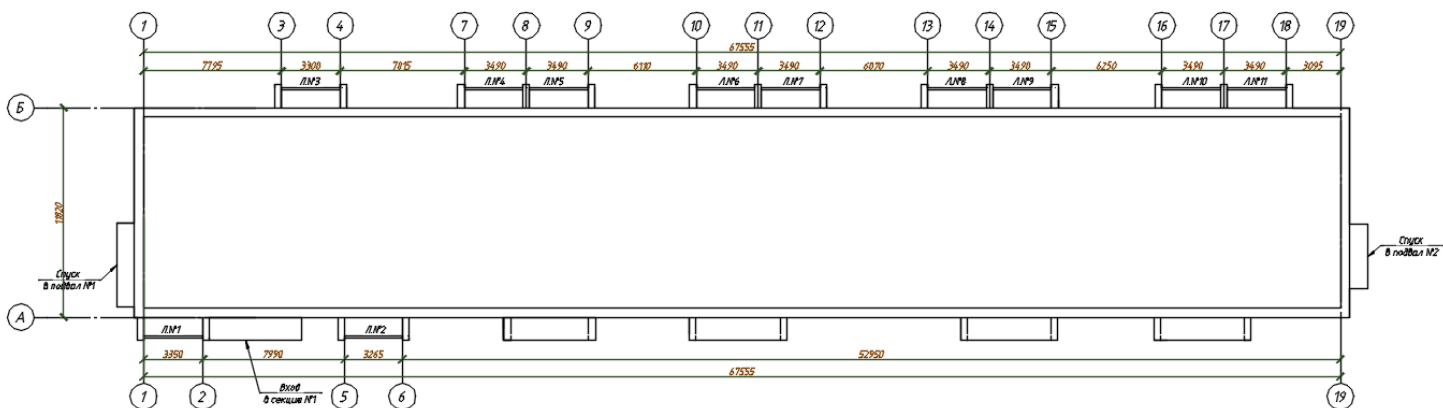 1 3 4 7 8 9 10 11 12 13 14 15 16 17 18 19
67555
7795 3300 7015 3490 3490 6110 3490 3490 6070 3490 3490 6250 3490 3490 3095
Л.№3 Л.№4 Л.№5 Л.№6 Л.№7 Л.№8 Л.№9 Л.№10 Л.№11
Б
11820
Спуск
в подвал №1
Спуск
в подвал №2
А
Л.№1 Л.№2
3350 7990 3265 52950
67555
Вход
в секцию №1
1 2 5 6 19